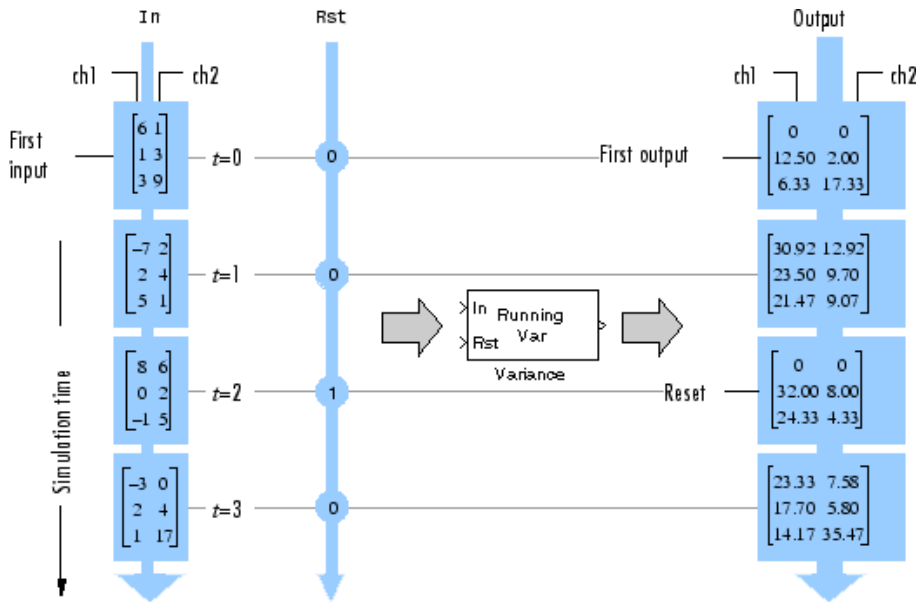 In Rst Output
ch1 ch2 ch1 ch2
First input
6 1
1 3
3 9
t=0 0 First output
0 0
12.50 2.00
6.33 17.33
–7 2
2 4
5 1
t=1 0
30.92 12.92
23.50 9.70
21.47 9.07
In
Rst
Running
Var
Variance
Simulation time
8 6
0 2
–1 5
t=2 1 Reset
0 0
32.00 8.00
24.33 4.33
–3 0
2 4
1 17
t=3 0
23.33 7.58
17.70 5.80
14.17 35.47